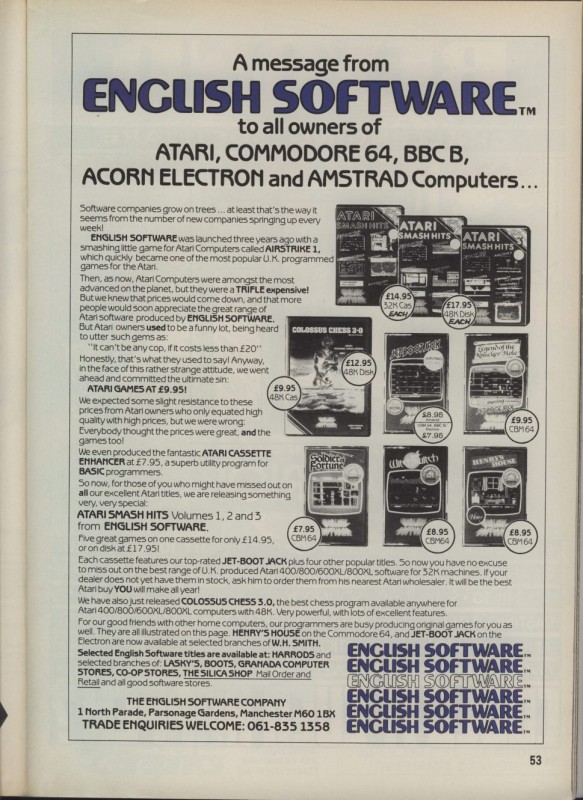 A message from
ENGLISH SOFTWARE™
to all owners of
ATARI, COMMODORE 64, BBC B,
ACORN ELECTRON and AMSTRAD Computers...
Software companies grow on trees ... at least that's the way it
seems from the number of new companies springing up every
week!
ENGLISH SOFTWARE was launched three years ago with a
smashing little game for Atari Computers called AIRSTRIKE 1,
which quickly became one of the most popular U.K. programmed
games for the Atari.
Then, as now, Atari Computers were amongst the most
advanced on the planet, but they were a TRIFLE expensive!
But we knew that prices would come down, and that more
people would soon appreciate the great range of
Atari software produced by ENGLISH SOFTWARE.
But Atari owners used to be a funny lot, being heard
to utter such gems as:
"It can't be any cop, if it costs less than £20"
Honestly, that's what they used to say! Anyway,
in the face of this rather strange attitude, we went
ahead and committed the ultimate sin:
ATARI GAMES AT £9.95!
We expected some slight resistance to these
prices from Atari owners who only equated high
quality with high prices, but we were wrong:
Everybody thought the prices were great, and the
games too!
We even produced the fantastic ATARI CASSETTE
ENHANCER at £7.95, a superb utility program for
BASIC programmers.
So now, for those of you who might have missed out on
all our excellent Atari titles, we are releasing something
very, very special:
ATARI SMASH HITS Volumes 1, 2 and 3
from ENGLISH SOFTWARE.
Five great games on one cassette for only £14.95,
or on disk at £17.95!
ATARI
SMASH HITS
ATARI
SMASH HITS
ATARI
SMASH HITS
£14.95
32K Cas
EACH
£17.95
48K Disk
EACH
COLOSSUS CHESS 3·0
£12.95
48K Disk
£9.95
48K Cas
£8.95
CBM 64, BBC B,
£7.95
Legend of the
Knucker Hole
£9.95
CBM 64
Soldier of
Fortune
£7.95
CBM 64
Witchswitch
£8.95
CBM 64
HENRY'S
HOUSE
£8.95
CBM 64
Each cassette features our top-rated JET-BOOT JACK plus four other popular titles. So now you have no excuse
to miss out on the best range of U.K. produced Atari 400/800/600XL/800XL software for 32K machines. If your
dealer does not yet have them in stock, ask him to order them from his nearest Atari wholesaler. It will be the best
Atari buy YOU will make all year!
We have also just released COLOSSUS CHESS 3.0, the best chess program available anywhere for
Atari 400/800/600XL/800XL computers with 48K. Very powerful, with lots of excellent features.
For our good friends with other home computers, our programmers are busy producing original games for you as
well. They are all illustrated on this page. HENRY'S HOUSE on the Commodore 64, and JET-BOOT JACK on the
Electron are now available at selected branches of W.H. SMITH.
Selected English Software titles are available at: HARRODS and
selected branches of: LASKY'S, BOOTS, GRANADA COMPUTER
STORES, CO-OP STORES, THE SILICA SHOP Mail Order and
Retail and all good software stores.
THE ENGLISH SOFTWARE COMPANY
1 North Parade, Parsonage Gardens, Manchester M60 1BX
TRADE ENQUIRIES WELCOME: 061-835 1358
ENGLISH SOFTWARE™
ENGLISH SOFTWARE™
ENGLISH SOFTWARE™
ENGLISH SOFTWARE™
ENGLISH SOFTWARE™
ENGLISH SOFTWARE™
53